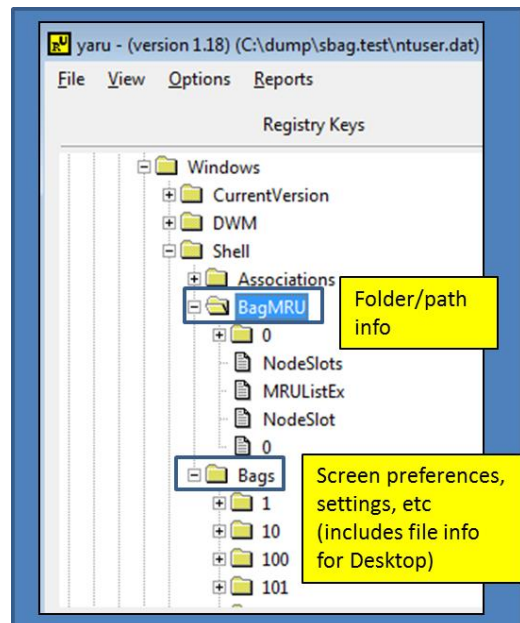 yaru - (version 1.18) (C:\dump\sbag.test\ntuser.dat)
File View Options Reports
Registry Keys
Windows
CurrentVersion
DWM
Shell
Associations
BagMRU
Folder/path
info
0
NodeSlots
MRUListEx
NodeSlot
0
Bags
Screen preferences,
settings, etc
(includes file info
for Desktop)
1
10
100
101